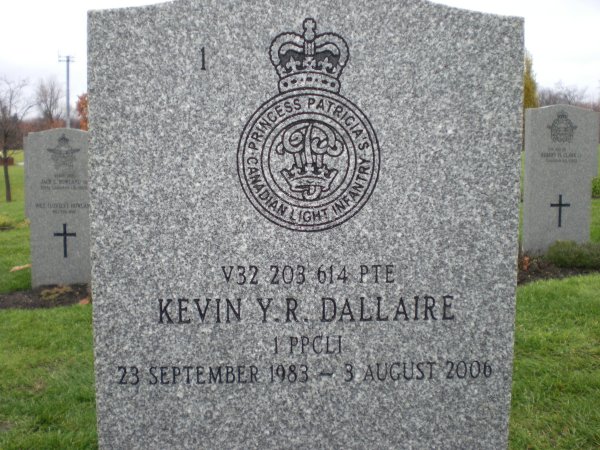 1
PRINCESS PATRICIA'S
CANADIAN LIGHT INFANTRY
V32 203 614 PTE
KEVIN Y.R. DALLAIRE
1 PPCLI
23 SEPTEMBER 1983 – 3 AUGUST 2006